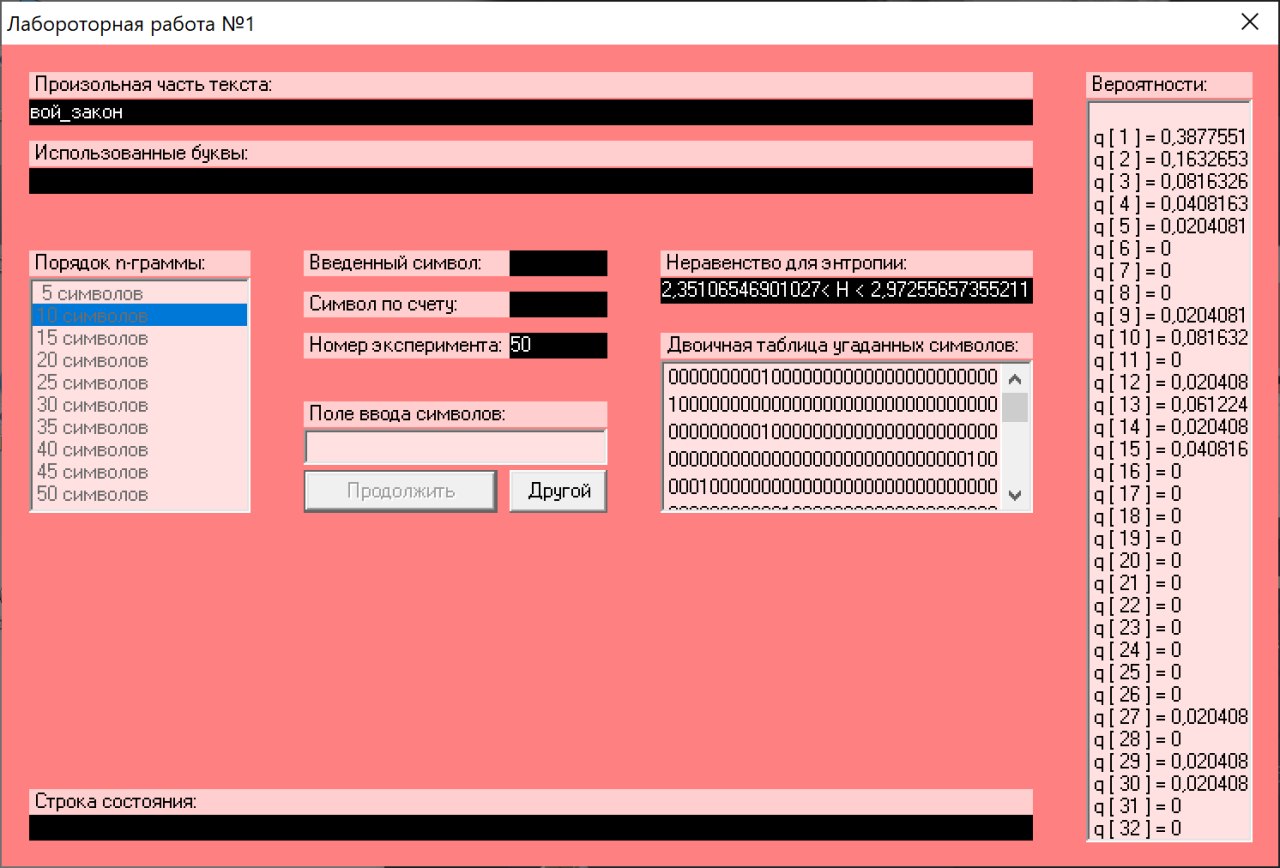 Лабороторная работа №1
Произольная часть текста:
вой_закон
Использованные буквы:
Порядок n-граммы:
5 символов
10 символов
15 символов
20 символов
25 символов
30 символов
35 символов
40 символов
45 символов
50 символов
Введенный символ:
Символ по счету:
Номер эксперимента: 50
Поле ввода символов:
Продолжить
Другой
Неравенство для энтропии:
2,35106546901027< H < 2,97255657355211
Двоичная таблица угаданных символов:
00000000010000000000000000000000
10000000000000000000000000000000
00000000010000000000000000000000
00000000000000000000000000000100
00010000000000000000000000000000
Строка состояния:
Вероятности:
q [ 1 ] = 0,3877551
q [ 2 ] = 0,1632653
q [ 3 ] = 0,0816326
q [ 4 ] = 0,0408163
q [ 5 ] = 0,0204081
q [ 6 ] = 0
q [ 7 ] = 0
q [ 8 ] = 0
q [ 9 ] = 0,0204081
q [ 10 ] = 0,081632
q [ 11 ] = 0
q [ 12 ] = 0,020408
q [ 13 ] = 0,061224
q [ 14 ] = 0,020408
q [ 15 ] = 0,040816
q [ 16 ] = 0
q [ 17 ] = 0
q [ 18 ] = 0
q [ 19 ] = 0
q [ 20 ] = 0
q [ 21 ] = 0
q [ 22 ] = 0
q [ 23 ] = 0
q [ 24 ] = 0
q [ 25 ] = 0
q [ 26 ] = 0
q [ 27 ] = 0,020408
q [ 28 ] = 0
q [ 29 ] = 0,020408
q [ 30 ] = 0,020408
q [ 31 ] = 0
q [ 32 ] = 0